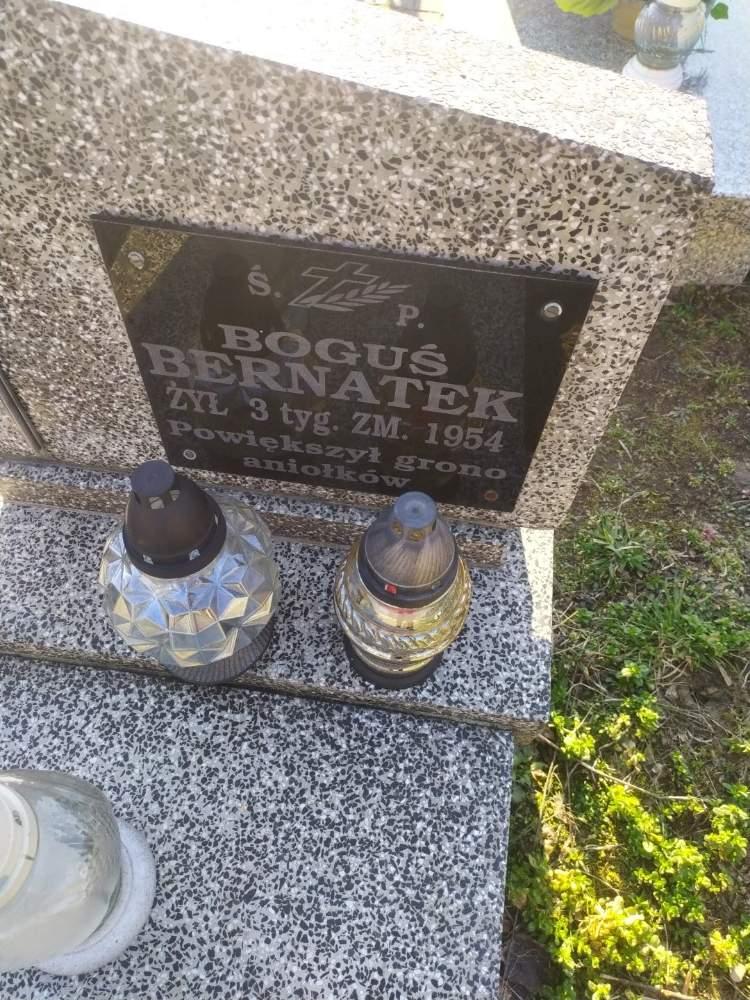 Ś. P.
BOGUŚ
BERNATEK
ŻYŁ 3 tyg. ZM. 1954
Powiększył grono
aniołków